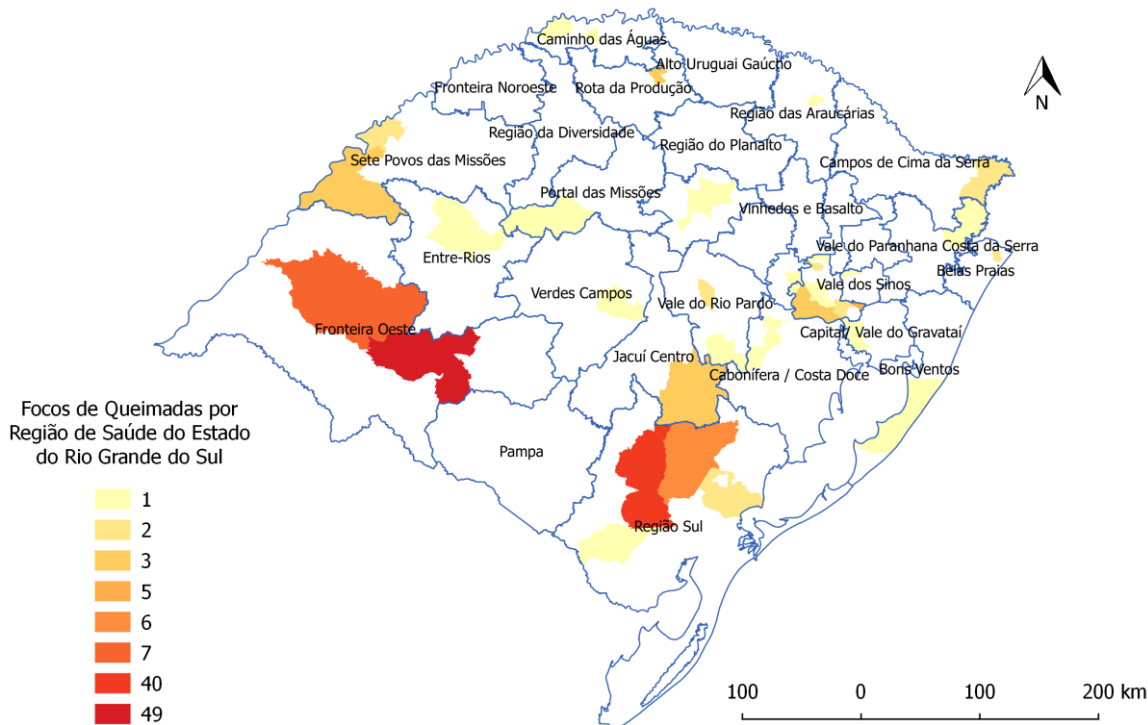 Caminho das Águas
Alto Uruguai Gaúcho
N
Fronteira Noroeste
Rota da Produção
Região das Araucárias
Região da Diversidade
Região do Planalto
Sete Povos das Missões
Campos de Cima da Serra
Portal das Missões
Vinhedos e Basalto
Vale do Paranhana Costa da Serra
Entre-Rios
Belas Praias
Vale dos Sinos
Verdes Campos
Vale do Rio Pardo
Fronteira Oeste
Capital/ Vale do Gravataí
Jacuí Centro
Bons Ventos
Cabonífera / Costa Doce
Focos de Queimadas por
Região de Saúde do Estado
do Rio Grande do Sul
Pampa
Região Sul
1
2
3
5
6
7
40
49
100 0 100 200 km